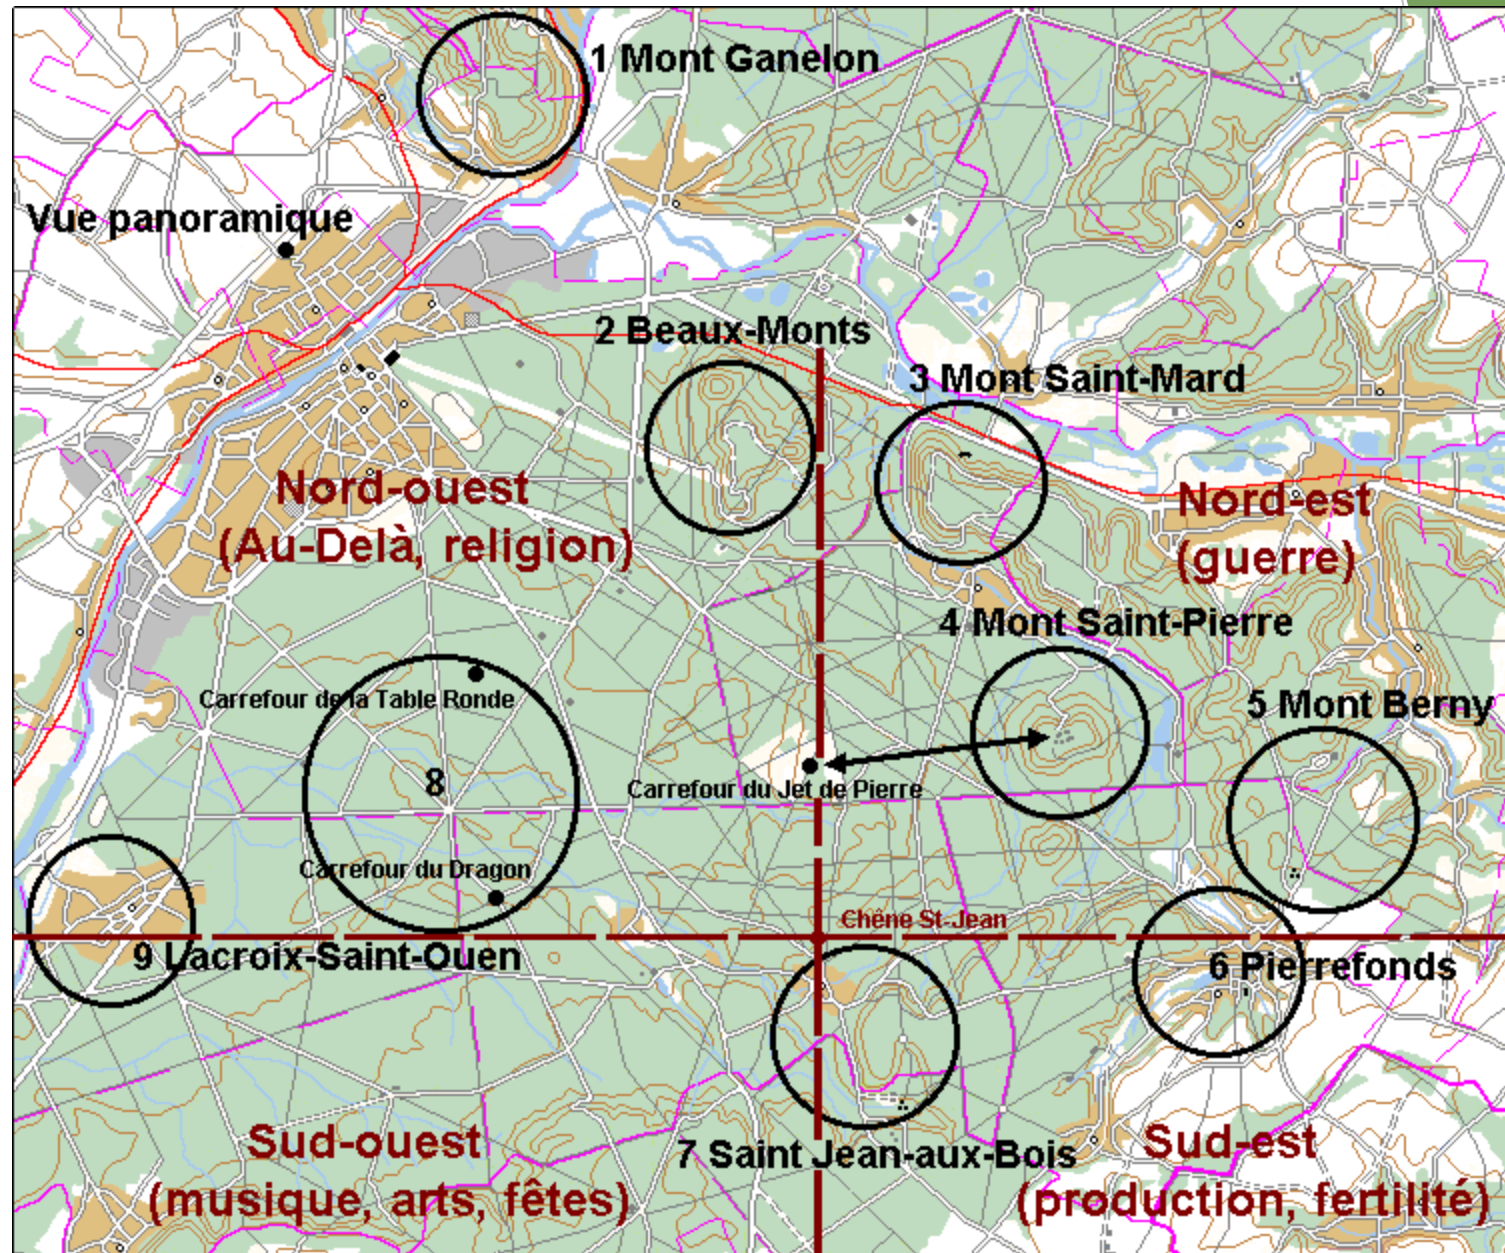 1 Mont Ganelon
Vue panoramique
2 Beaux-Monts
3 Mont Saint-Mard
Nord-ouest
(Au-Delà, religion)
Nord-est
(guerre)
4 Mont Saint-Pierre
Carrefour de la Table Ronde
5 Mont Berny
8
Carrefour du Jet de Pierre
Carrefour du Dragon
Chêne St-Jean
9 Lacroix-Saint-Ouen
6 Pierrefonds
Sud-ouest
(musique, arts, fêtes)
7 Saint Jean-aux-Bois
Sud-est
(production, fertilité)